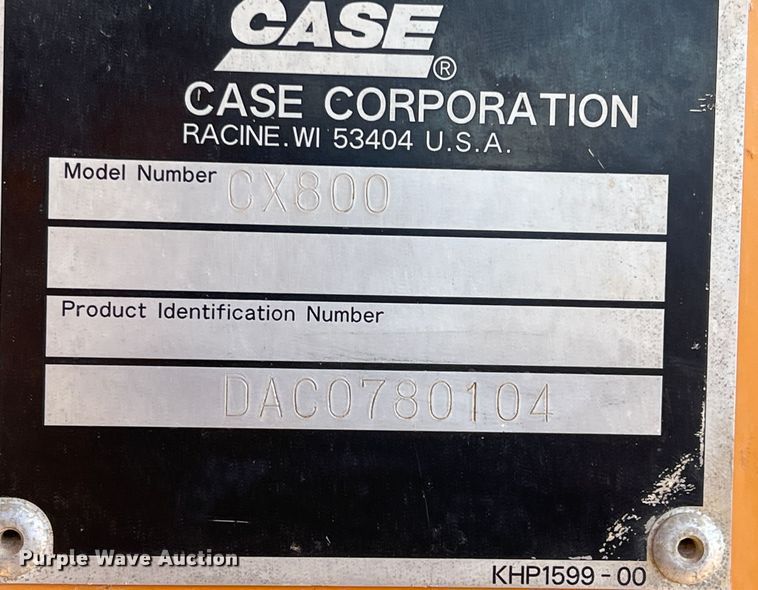 CASE
®
CASE CORPORATION
RACINE.WI 53404 U.S.A.
Model Number CX800
Product Identification Number
DAC0780104
Purple Wave Auction
KHP1599-00